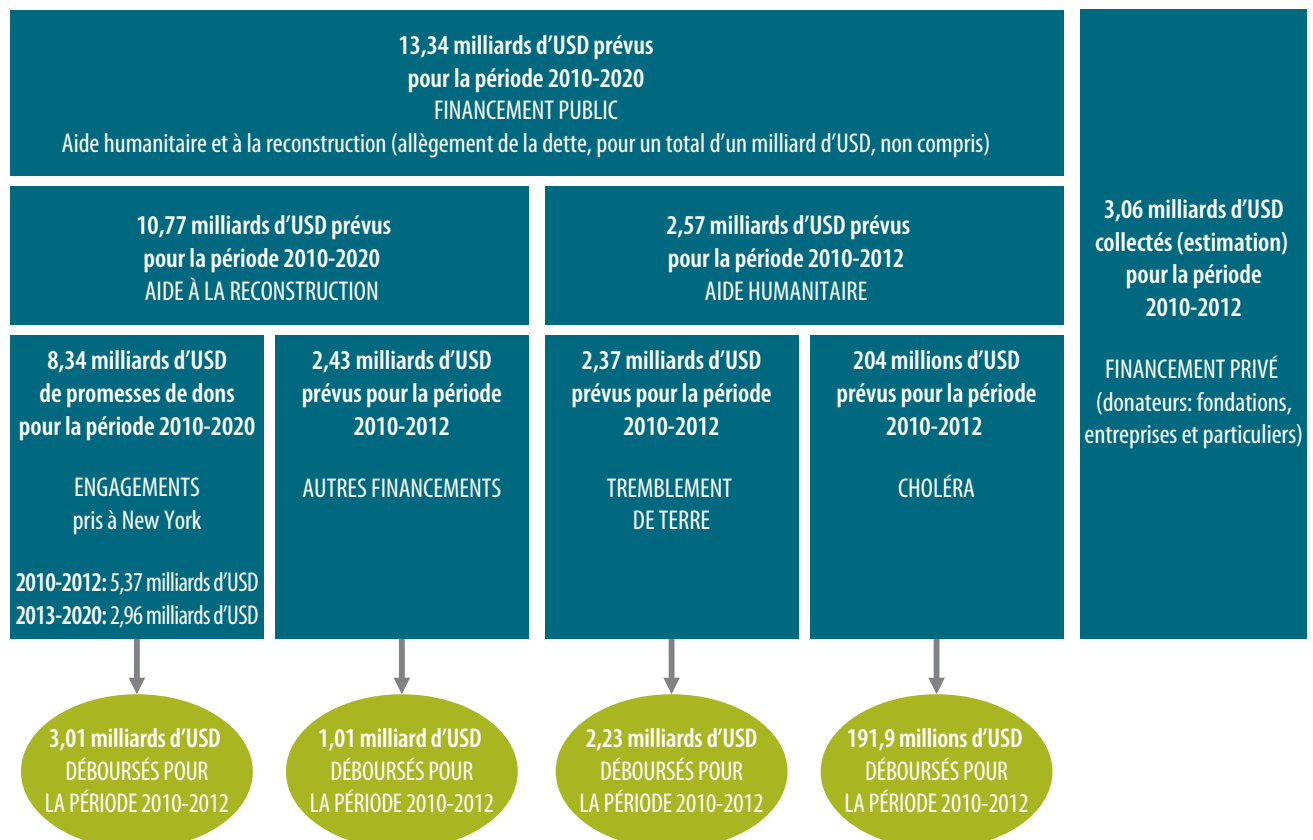 13,34 milliards d’USD prévus
pour la période 2010-2020
FINANCEMENT PUBLIC
Aide humanitaire et à la reconstruction (allègement de la dette, pour un total d’un milliard d’USD, non compris)
10,77 milliards d’USD prévus
pour la période 2010-2020
AIDE À LA RECONSTRUCTION
2,57 milliards d’USD prévus
pour la période 2010-2012
AIDE HUMANITAIRE
3,06 milliards d’USD
collectés (estimation)
pour la période
2010-2012
FINANCEMENT PRIVÉ
(donateurs: fondations,
entreprises et particuliers)
8,34 milliards d’USD
de promesses de dons
pour la période 2010-2020
ENGAGEMENTS
pris à New York
2010-2012: 5,37 milliards d’USD
2013-2020: 2,96 milliards d’USD
2,43 milliards d’USD
prévus pour la période
2010-2012
AUTRES FINANCEMENTS
2,37 milliards d’USD
prévus pour la période
2010-2012
TREMBLEMENT
DE TERRE
204 millions d’USD
prévus pour la période
2010-2012
CHOLÉRA
3,01 milliards d’USD
DÉBOURSÉS POUR
LA PÉRIODE 2010-2012
1,01 milliard d’USD
DÉBOURSÉS POUR
LA PÉRIODE 2010-2012
2,23 milliards d’USD
DÉBOURSÉS POUR
LA PÉRIODE 2010-2012
191,9 millions d’USD
DÉBOURSÉS POUR
LA PÉRIODE 2010-2012